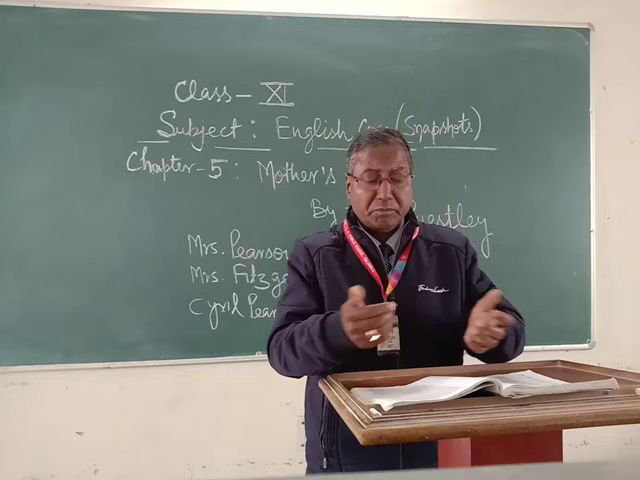 Class - XI
Subject: English (Snapshots)
Chapter-5: Mother's
By
Mrs. Pearson
Mrs. Fitzge
Cyril Pear